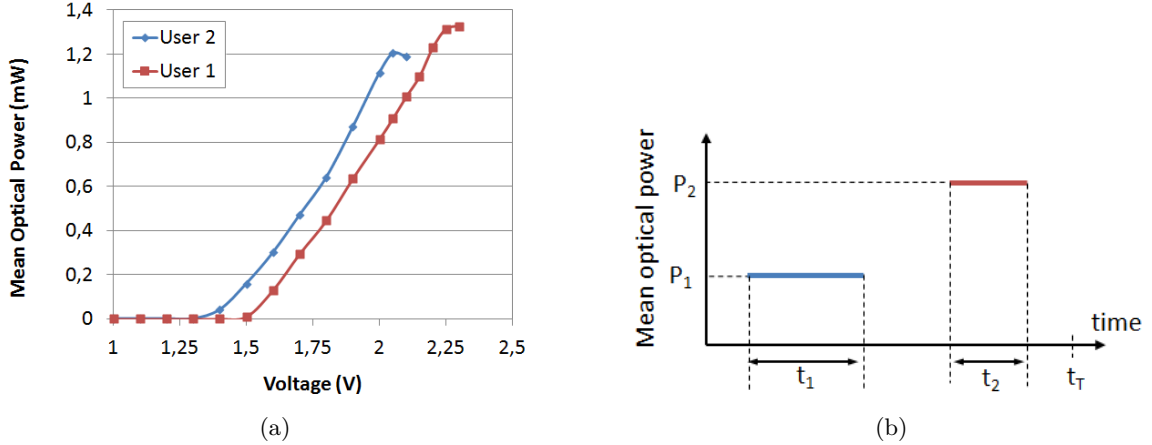 Mean Optical Power (mW)
1,4
1,2
1
0,8
0,6
0,4
0,2
0
User 2
User 1
1
1,25
1,5
1,75
2
2,25
2,5
Voltage (V)
(a)
Mean optical power
P2
P1
time
t1
t2
tT
(b)